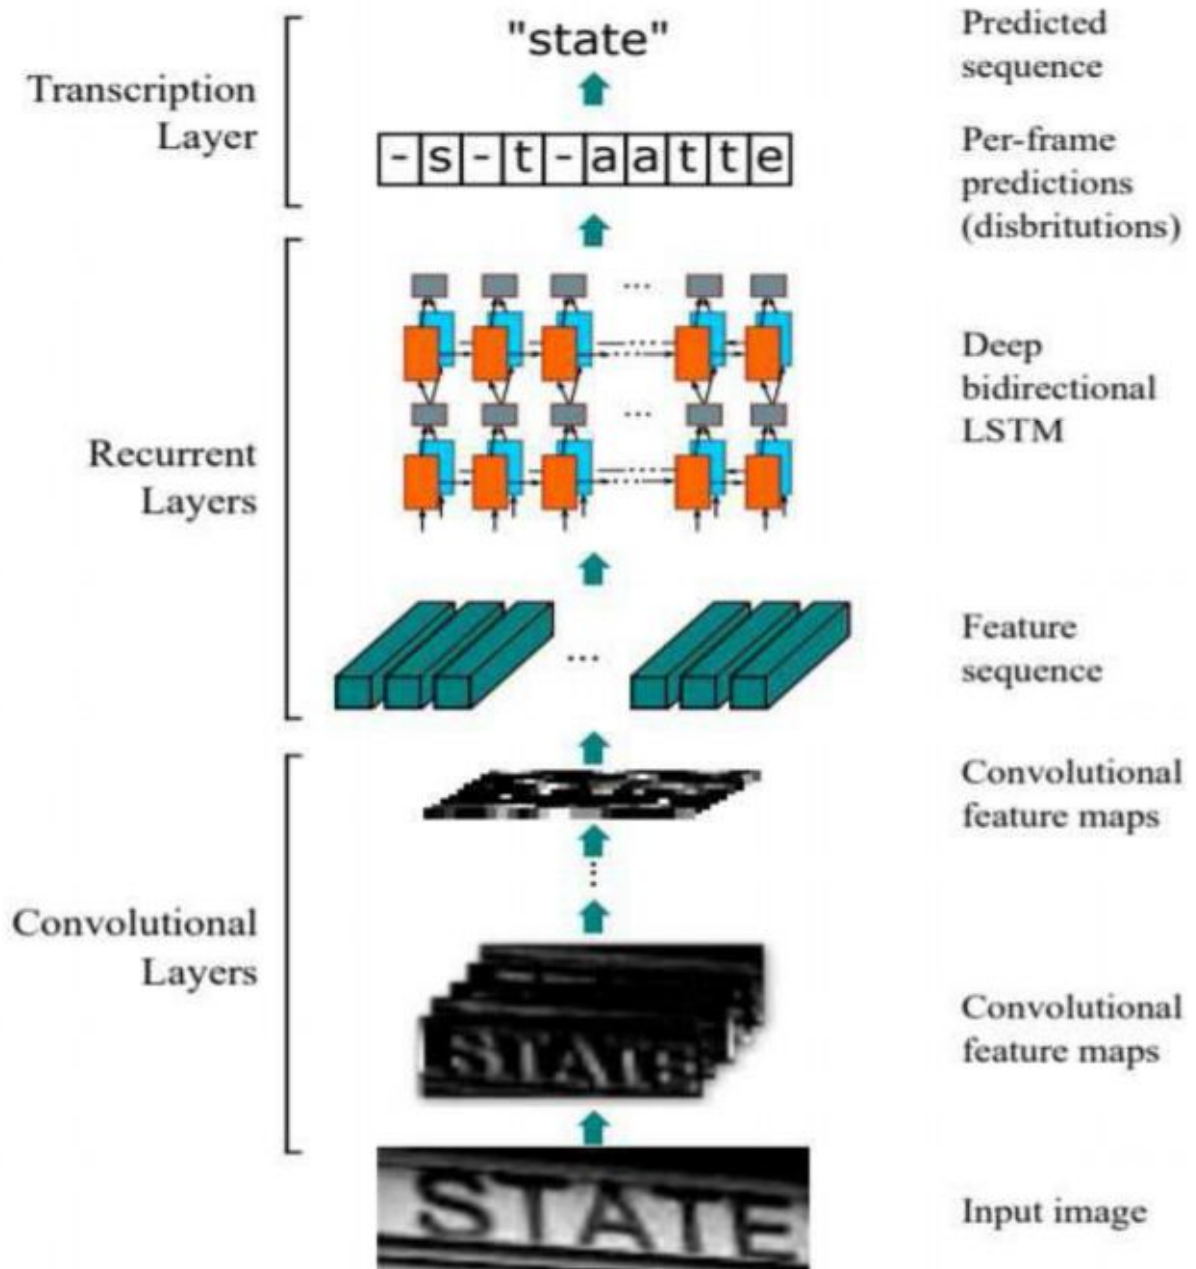 "state"
Predicted
sequence
Transcription
Layer
- s - t - a a t t e
Per-frame
predictions
(disbritutions)
...
...
Deep
bidirectional
LSTM
Recurrent
Layers
...
Feature
sequence
Convolutional
feature maps
Convolutional
Layers
STATE
Convolutional
feature maps
STATE
Input image